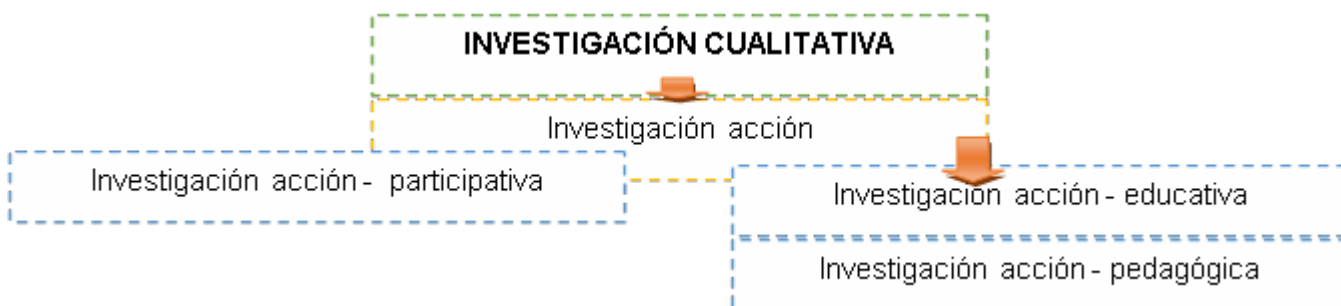 INVESTIGACIÓN CUALITATIVA
Investigación acción
Investigación acción - participativa
Investigación acción - educativa
Investigación acción - pedagógica